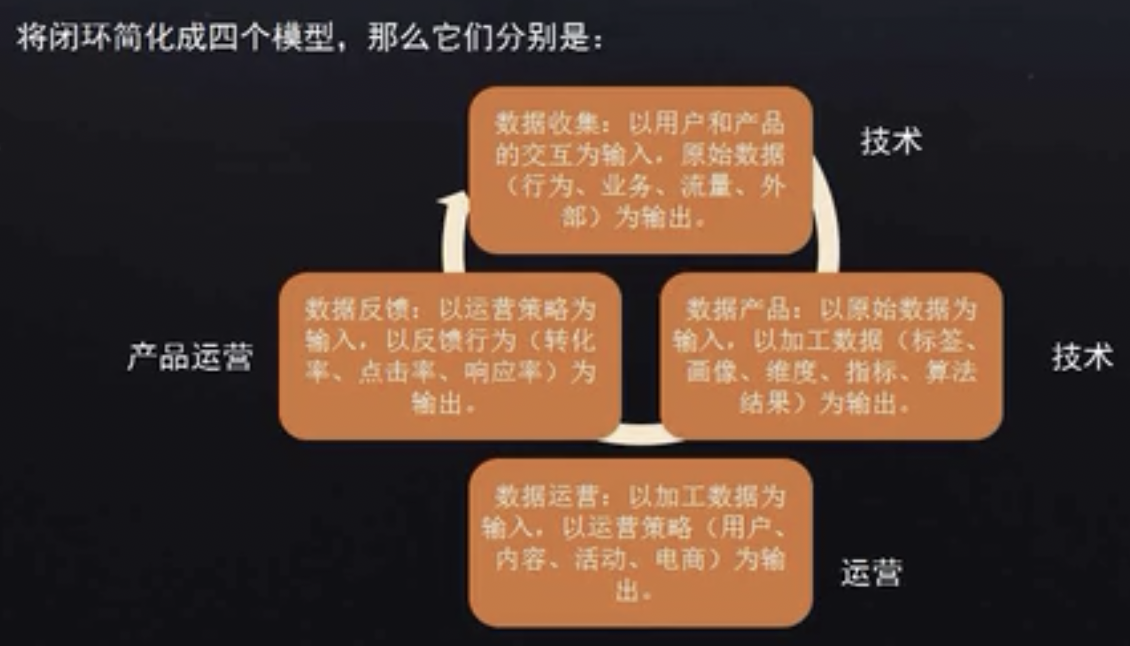 将闭环简化成四个模型，那么它们分别是：
数据收集：以用户和产品
的交互为输入，原始数据
（行为、业务、流量、外
部）为输出。
技术
数据反馈：以运营策略为
输入，以反馈行为（转化
率、点击率、响应率）为
输出。
产品运营
数据产品：以原始数据为
输入，以加工数据（标签、
画像、维度、指标、算法
结果）为输出。
技术
数据运营：以加工数据为
输入，以运营策略（用户、
内容、活动、电商）为输
出。
运营